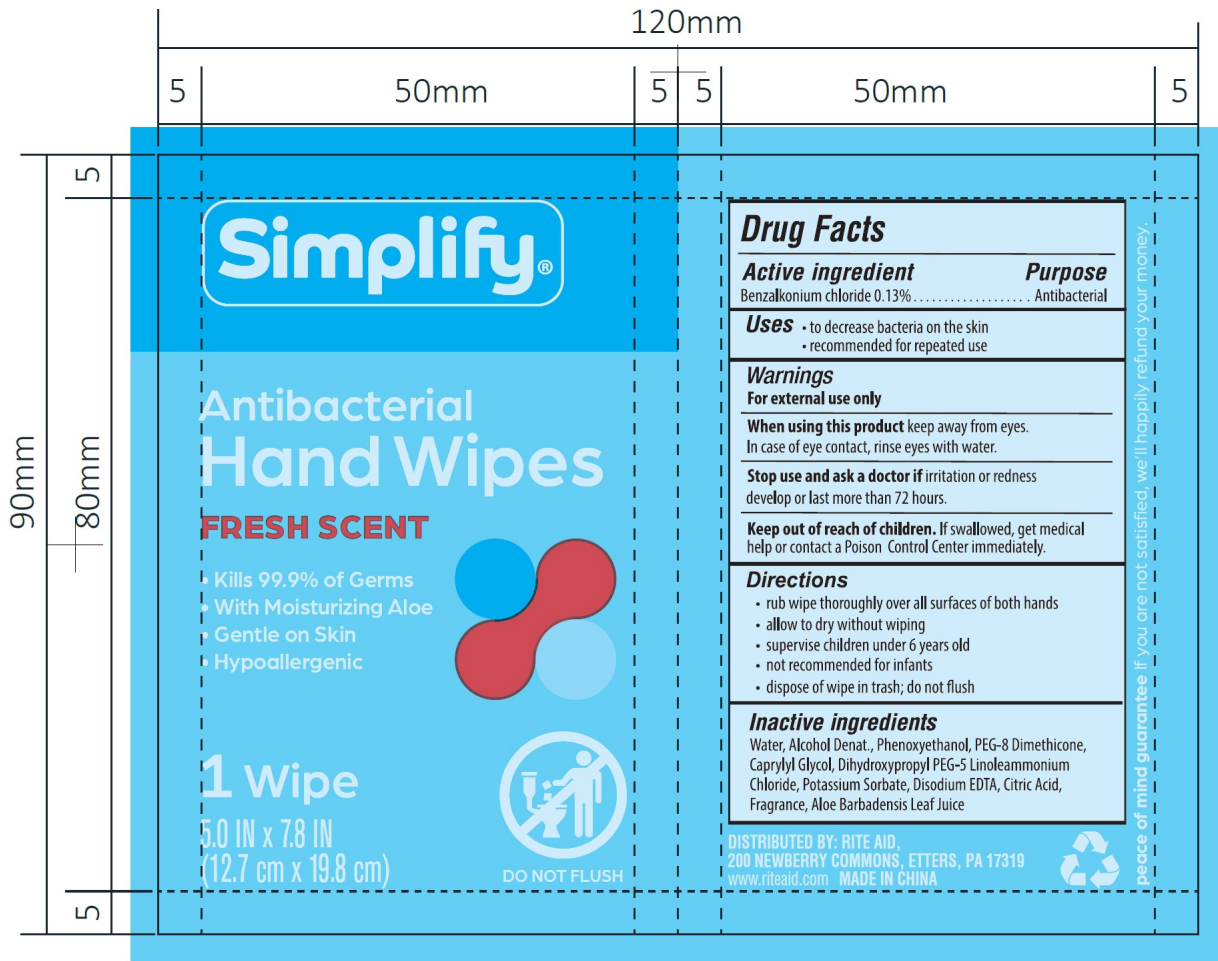 120mm
5 50mm 5 5 50mm 5
5
80mm
90mm
5
Simplify®
Antibacterial
Hand Wipes
FRESH SCENT
• Kills 99.9% of Germs
• With Moisturizing Aloe
• Gentle on Skin
• Hypoallergenic
1 Wipe
5.0 IN x 7.8 IN
(12.7 cm x 19.8 cm)
DO NOT FLUSH
Drug Facts
Active ingredient Purpose
Benzalkonium chloride 0.13%................... Antibacterial
Uses • to decrease bacteria on the skin
• recommended for repeated use
Warnings
For external use only
When using this product keep away from eyes.
In case of eye contact, rinse eyes with water.
Stop use and ask a doctor if irritation or redness
develop or last more than 72 hours.
Keep out of reach of children. If swallowed, get medical
help or contact a Poison Control Center immediately.
Directions
• rub wipe thoroughly over all surfaces of both hands
• allow to dry without wiping
• supervise children under 6 years old
• not recommended for infants
• dispose of wipe in trash; do not flush
Inactive ingredients
Water, Alcohol Denat., Phenoxyethanol, PEG-8 Dimethicone,
Caprylyl Glycol, Dihydroxypropyl PEG-5 Linoleammonium
Chloride, Potassium Sorbate, Disodium EDTA, Citric Acid,
Fragrance, Aloe Barbadensis Leaf Juice
DISTRIBUTED BY: RITE AID,
200 NEWBERRY COMMONS, ETTERS, PA 17319
www.riteaid.com MADE IN CHINA
peace of mind guarantee If you are not satisfied, we'll happily refund your money.